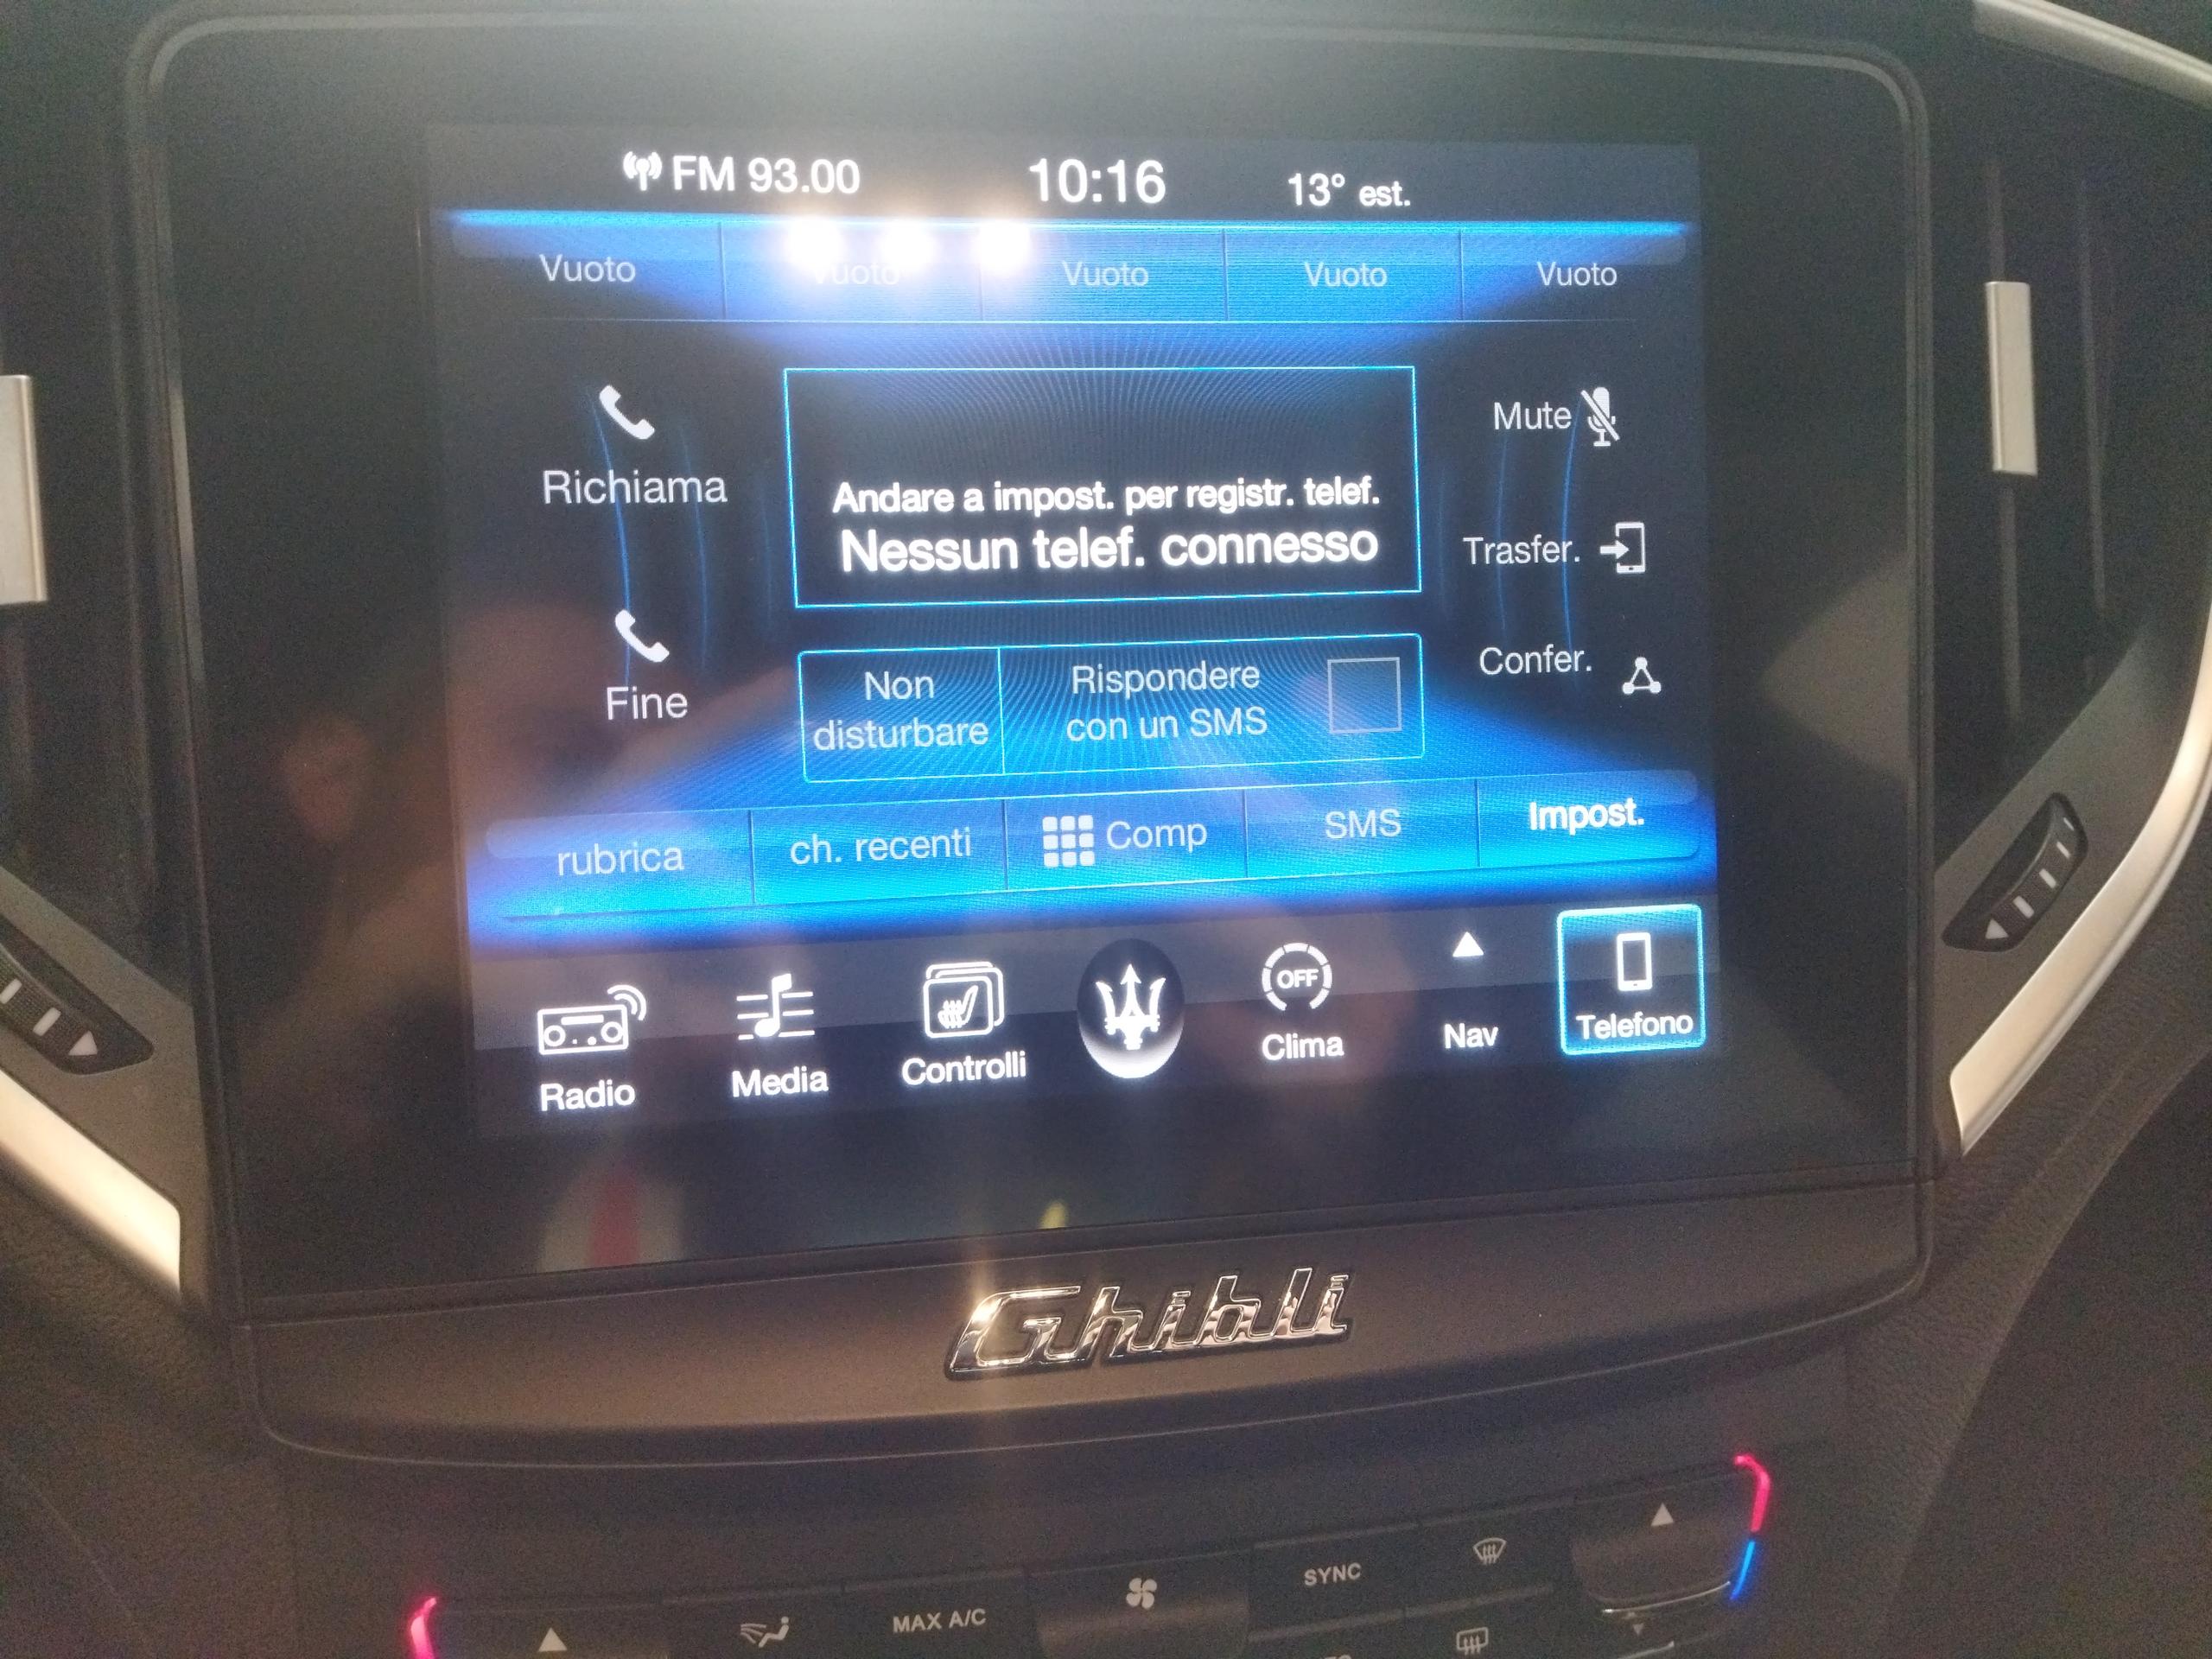 FM 93.00 10:16 13° est.
Vuoto Vuoto Vuoto Vuoto Vuoto
Richiama
Mute
Andare a impost. per registr. telef.
Nessun telef. connesso
Trasfer.
Fine
Non
disturbare
Rispondere
con un SMS
Confer.
rubrica ch. recenti Comp SMS Impost.
Radio Media Controlli OFF Clima Nav Telefono
Ghibli
MAX A/C SYNC